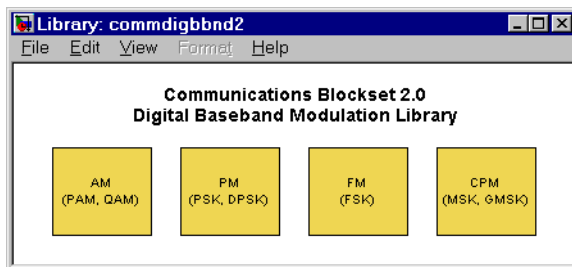 Library: commdigbbnd2
File Edit View Format Help
Communications Blockset 2.0
Digital Baseband Modulation Library
AM PM FM CPM
(PAM, QAM) (PSK, DPSK) (FSK) (MSK, GMSK)